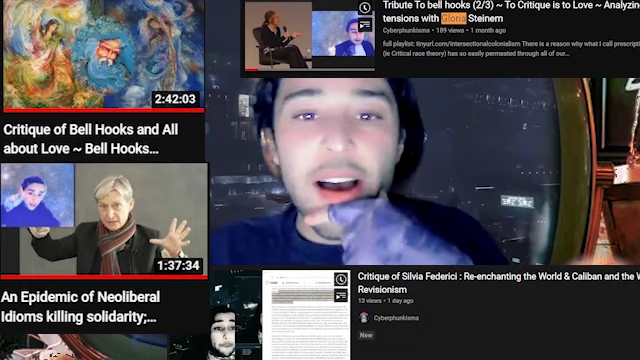 Tribute To bell hooks (2/3) ~ To Critique is to Love ~ Analyzin
tensions with Gloria Steinem
Cyberphunkisms • 189 views • 1 month ago
full playlist: tinyurl.com/intersectionalcolonialism There is a reason why what I call prescripti
(ie Critical race theory) has so easily permeated through all of our...
2:42:03
Critique of Bell Hooks and All
about Love ~ Bell Hooks...
1:37:34
An Epidemic of Neoliberal
Idioms killing solidarity;...
Critique of Silvia Federici : Re-enchanting the World & Caliban and the W
Revisionism
13 views • 1 day ago
Cyberphunkisms
New